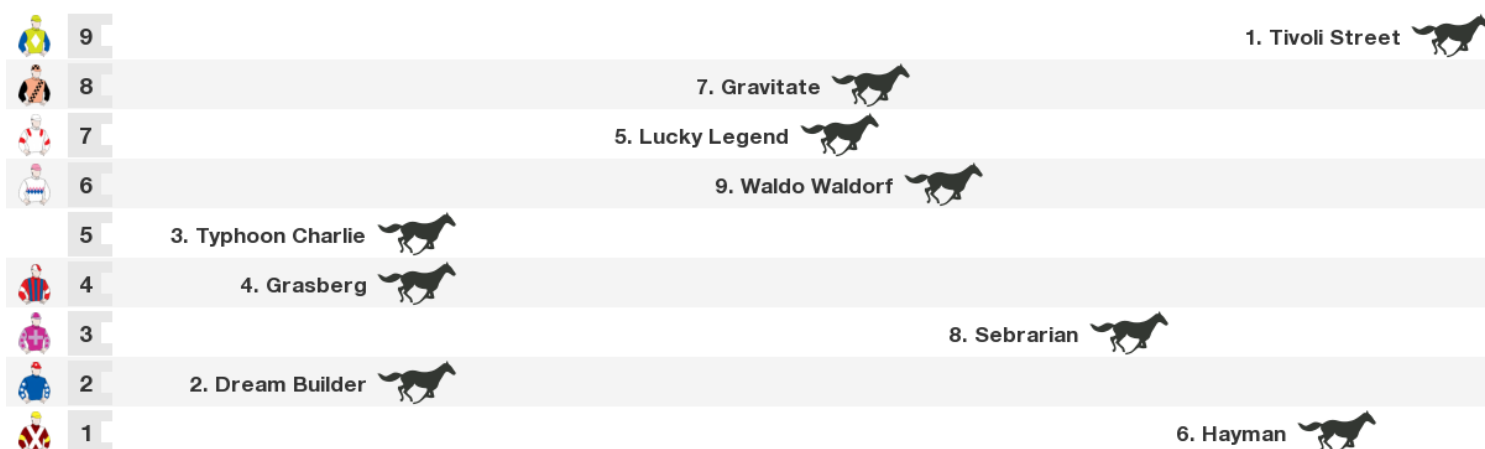 9 1. Tivoli Street
8 7. Gravitate
7 5. Lucky Legend
6 9. Waldo Waldorf
5 3. Typhoon Charlie
4 4. Grasberg
3 8. Sebrarian
2 2. Dream Builder
1 6. Hayman